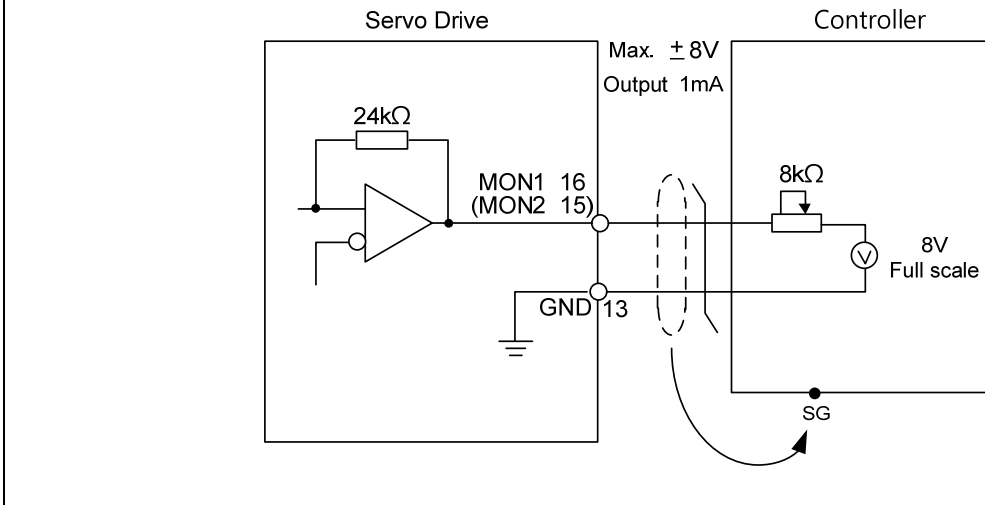 Servo Drive
Controller
Max. ± 8V
Output 1mA
24kΩ
MON1 16
(MON2 15)
8kΩ
V
8V
Full scale
GND 13
SG